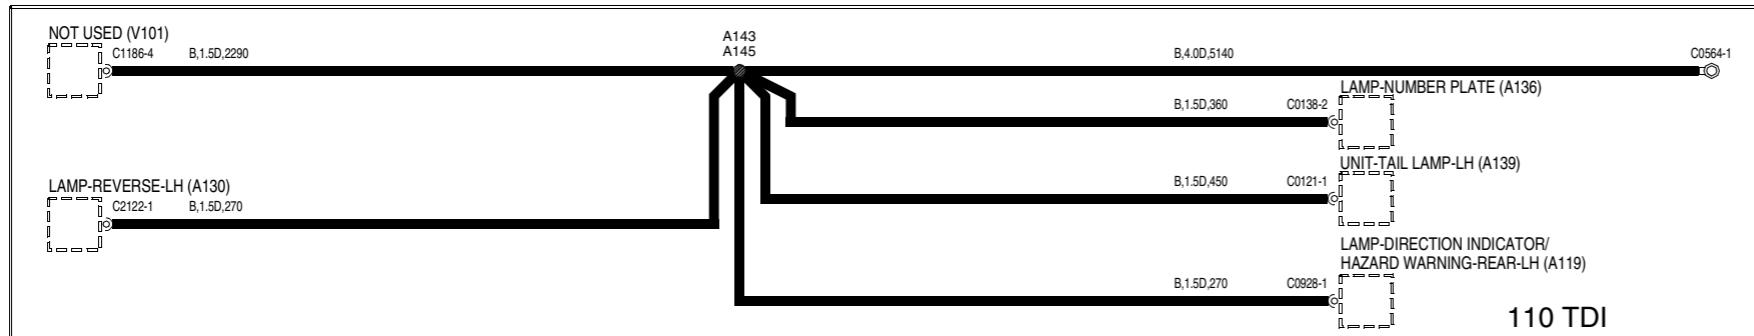 NOT USED (V101)
C1186-4 B,1.5D,2290
A143
A145
B,4.0D,5140 C0564-1
LAMP-NUMBER PLATE (A136)
B,1.5D,360 C0138-2
UNIT-TAIL LAMP-LH (A139)
B,1.5D,450 C0121-1
LAMP-REVERSE-LH (A130)
C2122-1 B,1.5D,270
LAMP-DIRECTION INDICATOR/
HAZARD WARNING-REAR-LH (A119)
B,1.5D,270 C0928-1
110 TDI